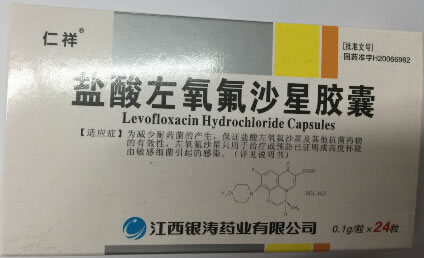 仁祥®
[批准文号]
国药准字H20066962
盐酸左氧氟沙星胶囊
Levofloxacin Hydrochloride Capsules
【适应症】为减少耐药菌的产生，保证盐酸左氧氟沙星及其他抗菌药物
的有效性，左氧氟沙星只用于治疗或预防已证明或高度怀疑
由敏感细菌引起的感染。（详见说明书）
HCl·H₂O
江西银涛药业有限公司
0.1g/粒×24粒